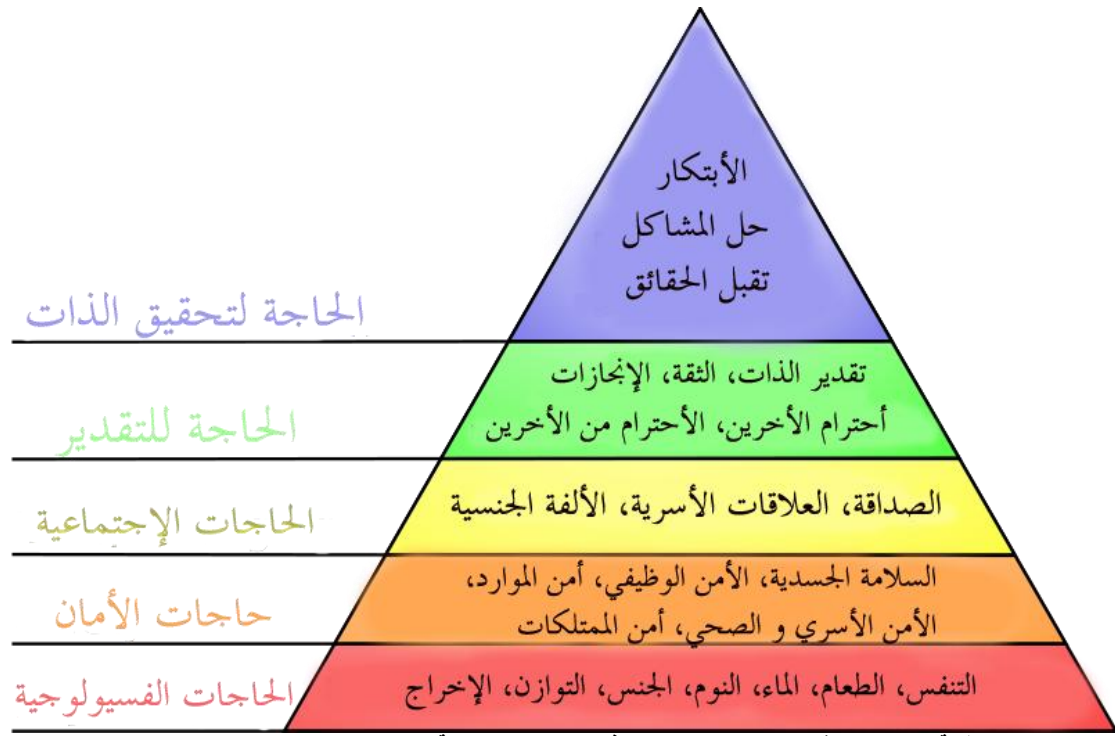 الأبتكار
حل المشاكل
تقبل الحقائق
الحاجة لتحقيق الذات
تقدير الذات، الثقة، الإنجازات
أحترام الأخرين، الأحترام من الأخرين
الحاجة للتقدير
الصداقة، العلاقات الأسرية، الألفة الجنسية
الحاجات الإجتماعية
السلامة الجسدية، الأمن الوظيفي، أمن الموارد،
الأمن الأسري و الصحي، أمن الممتلكات
حاجات الأمان
التنفس، الطعام، الماء، النوم، الجنس، التوازن، الإخراج
الحاجات الفسيولوجية